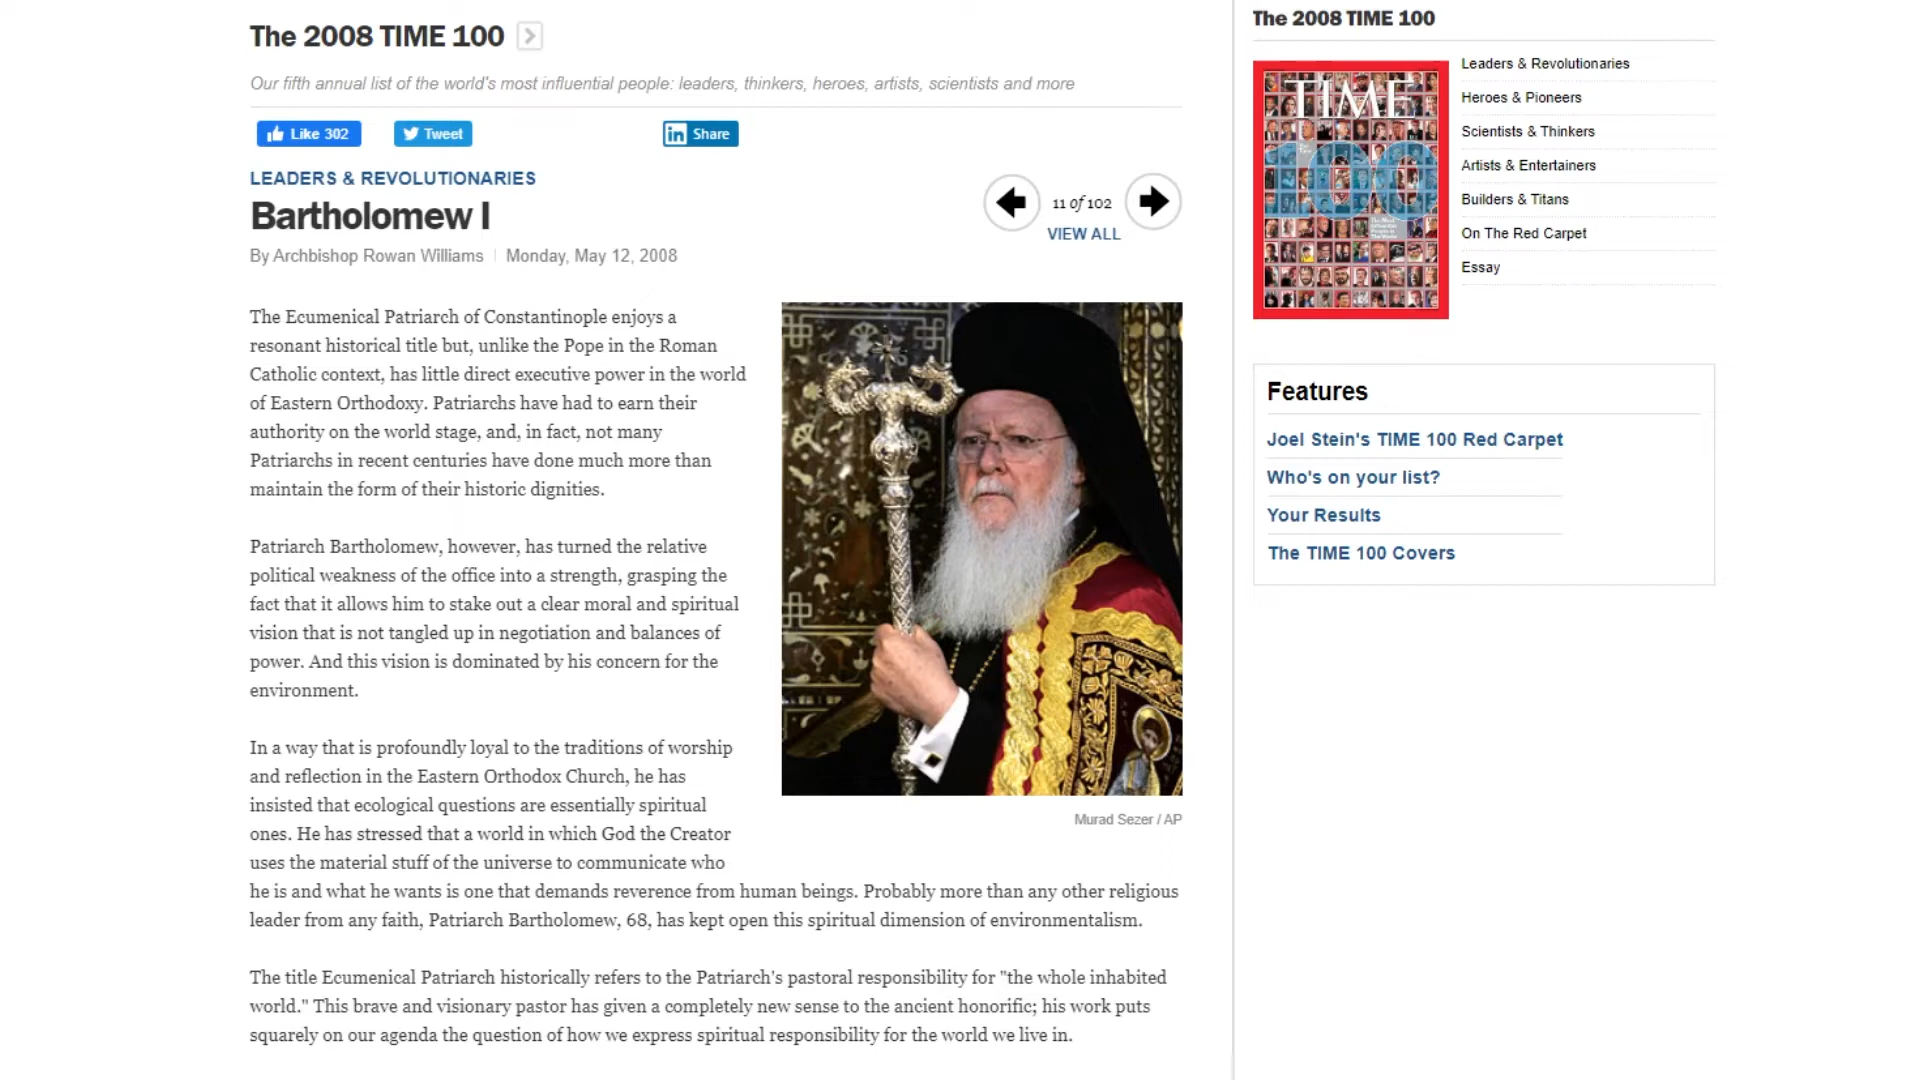 The 2008 TIME 100
Our fifth annual list of the world's most influential people: leaders, thinkers, heroes, artists, scientists and more
Like 302
Tweet
in Share
LEADERS & REVOLUTIONARIES
Bartholomew I
By Archbishop Rowan Williams | Monday, May 12, 2008
11 of 102
VIEW ALL
The Ecumenical Patriarch of Constantinople enjoys a
resonant historical title but, unlike the Pope in the Roman
Catholic context, has little direct executive power in the world
of Eastern Orthodoxy. Patriarchs have had to earn their
authority on the world stage, and, in fact, not many
Patriarchs in recent centuries have done much more than
maintain the form of their historic dignities.
Patriarch Bartholomew, however, has turned the relative
political weakness of the office into a strength, grasping the
fact that it allows him to stake out a clear moral and spiritual
vision that is not tangled up in negotiation and balances of
power. And this vision is dominated by his concern for the
environment.
In a way that is profoundly loyal to the traditions of worship
and reflection in the Eastern Orthodox Church, he has
insisted that ecological questions are essentially spiritual
ones. He has stressed that a world in which God the Creator
uses the material stuff of the universe to communicate who
he is and what he wants is one that demands reverence from human beings. Probably more than any other religious
leader from any faith, Patriarch Bartholomew, 68, has kept open this spiritual dimension of environmentalism.
The title Ecumenical Patriarch historically refers to the Patriarch's pastoral responsibility for "the whole inhabited
world." This brave and visionary pastor has given a completely new sense to the ancient honorific; his work puts
squarely on our agenda the question of how we express spiritual responsibility for the world we live in.
Murad Sezer / AP
The 2008 TIME 100
TIME
100
Leaders & Revolutionaries
Heroes & Pioneers
Scientists & Thinkers
Artists & Entertainers
Builders & Titans
On The Red Carpet
Essay
Features
Joel Stein's TIME 100 Red Carpet
Who's on your list?
Your Results
The TIME 100 Covers